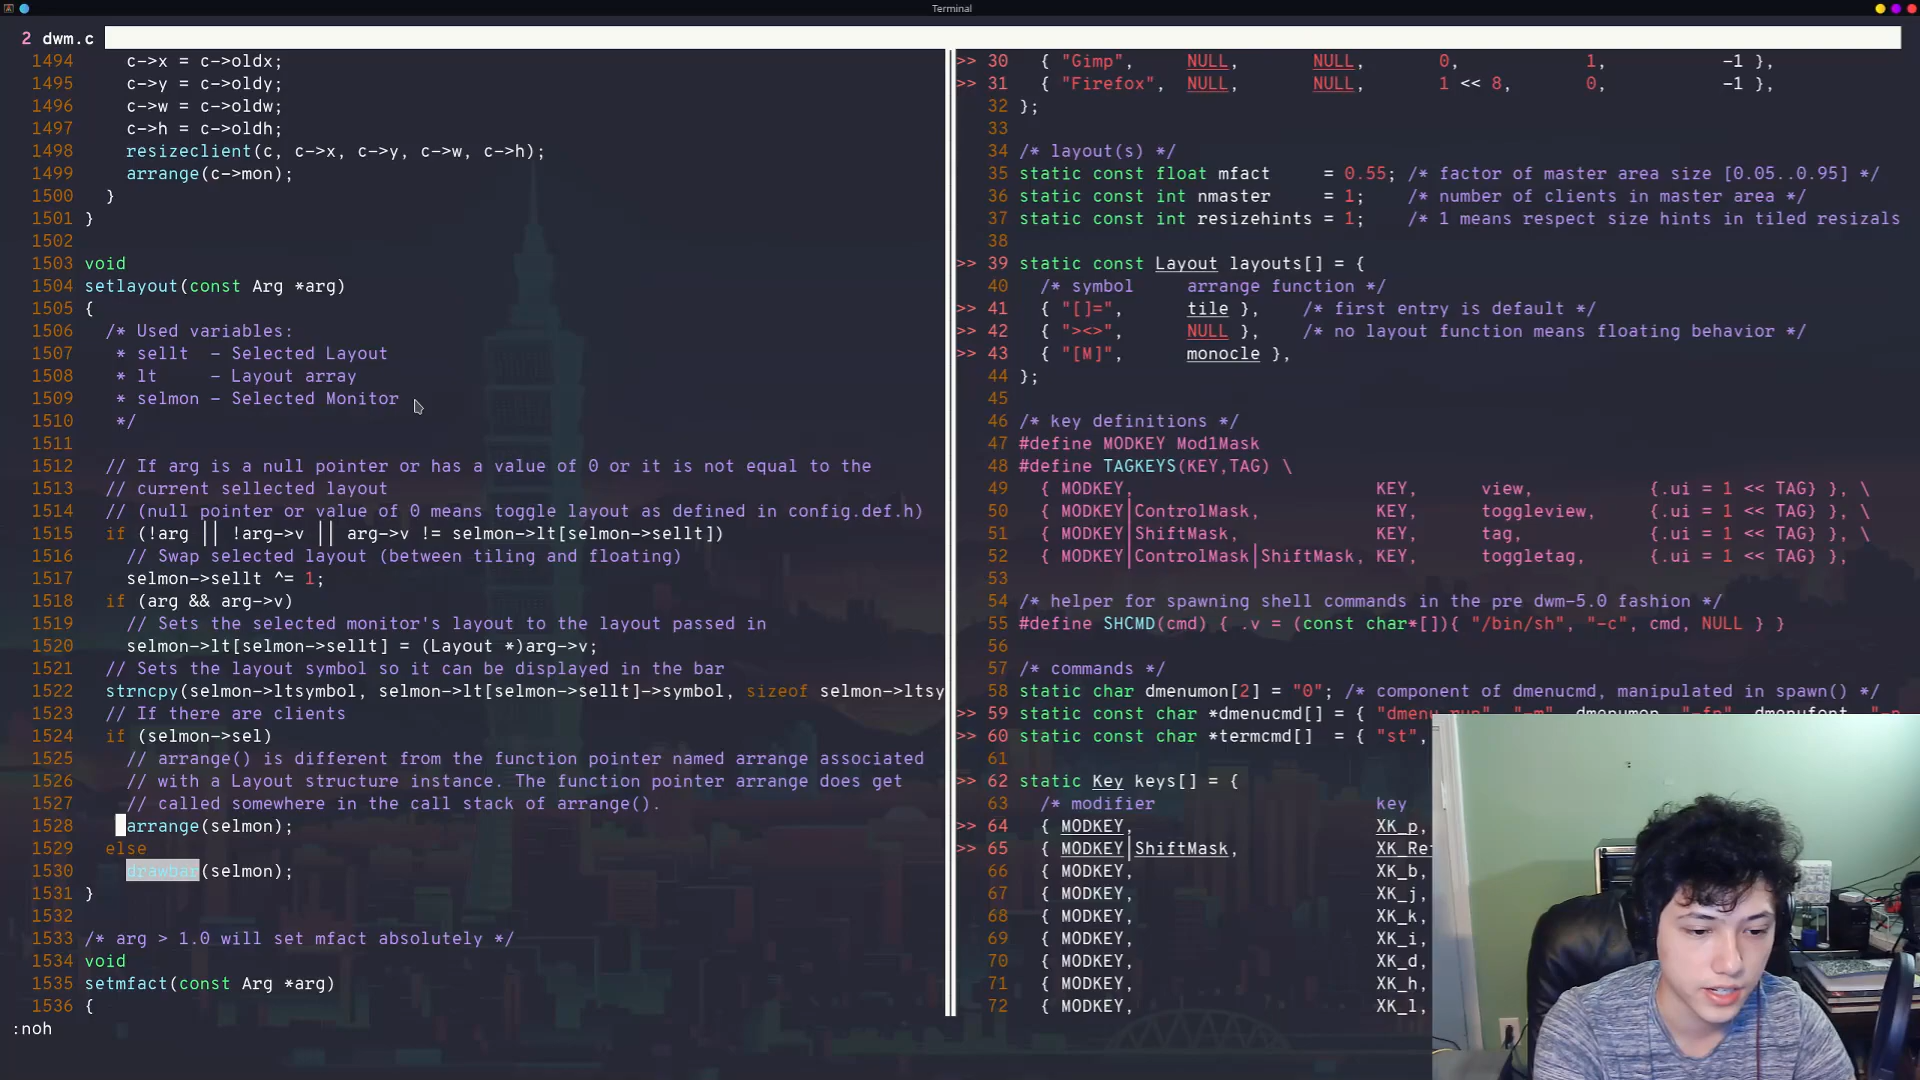 Terminal
2 dwm.c
1494 c->x = c->oldx;
1495 c->y = c->oldy;
1496 c->w = c->oldw;
1497 c->h = c->oldh;
1498 resizeclient(c, c->x, c->y, c->w, c->h);
1499 arrange(c->mon);
1500 }
1501 }
1502
1503 void
1504 setlayout(const Arg *arg)
1505 {
1506 /* Used variables:
1507 * sellt - Selected Layout
1508 * lt - Layout array
1509 * selmon - Selected Monitor
1510 */
1511
1512 // If arg is a null pointer or has a value of 0 or it is not equal to the
1513 // current sellected layout
1514 // (null pointer or value of 0 means toggle layout as defined in config.def.h)
1515 if (!arg || !arg->v || arg->v != selmon->lt[selmon->sellt])
1516 // Swap selected layout (between tiling and floating)
1517 selmon->sellt ^= 1;
1518 if (arg && arg->v)
1519 // Sets the selected monitor's layout to the layout passed in
1520 selmon->lt[selmon->sellt] = (Layout *)arg->v;
1521 // Sets the layout symbol so it can be displayed in the bar
1522 strncpy(selmon->ltsymbol, selmon->lt[selmon->sellt]->symbol, sizeof selmon->ltsy
1523 // If there are clients
1524 if (selmon->sel)
1525 // arrange() is different from the function pointer named arrange associated
1526 // with a Layout structure instance. The function pointer arrange does get
1527 // called somewhere in the call stack of arrange().
1528 arrange(selmon);
1529 else
1530 drawbar(selmon);
1531 }
1532
1533 /* arg > 1.0 will set mfact absolutely */
1534 void
1535 setmfact(const Arg *arg)
1536 {
:noh
>> 30 { "Gimp", NULL, NULL, 0, 1, -1 },
>> 31 { "Firefox", NULL, NULL, 1 << 8, 0, -1 },
32 };
33
34 /* layout(s) */
35 static const float mfact = 0.55; /* factor of master area size [0.05..0.95] */
36 static const int nmaster = 1; /* number of clients in master area */
37 static const int resizehints = 1; /* 1 means respect size hints in tiled resizals
38
>> 39 static const Layout layouts[] = {
40 /* symbol arrange function */
>> 41 { "[]=", tile }, /* first entry is default */
>> 42 { "><>", NULL }, /* no layout function means floating behavior */
>> 43 { "[M]", monocle },
44 };
45
46 /* key definitions */
47 #define MODKEY Mod1Mask
48 #define TAGKEYS(KEY,TAG) \
49 { MODKEY, KEY, view, {.ui = 1 << TAG} }, \
50 { MODKEY|ControlMask, KEY, toggleview, {.ui = 1 << TAG} }, \
51 { MODKEY|ShiftMask, KEY, tag, {.ui = 1 << TAG} }, \
52 { MODKEY|ControlMask|ShiftMask, KEY, toggletag, {.ui = 1 << TAG} },
53
54 /* helper for spawning shell commands in the pre dwm-5.0 fashion */
55 #define SHCMD(cmd) { .v = (const char*[]){ "/bin/sh", "-c", cmd, NULL } }
56
57 /* commands */
58 static char dmenumon[2] = "0"; /* component of dmenucmd, manipulated in spawn() */
>> 59 static const char *dmenucmd[] = { "dmenu_run", "-m", dmenumon, "-fn", dmenufont,
>> 60 static const char *termcmd[] = { "st",
61
>> 62 static Key keys[] = {
63 /* modifier key
>> 64 { MODKEY, XK_p,
>> 65 { MODKEY|ShiftMask, XK_Re
66 { MODKEY, XK_b,
67 { MODKEY, XK_j,
68 { MODKEY, XK_k,
69 { MODKEY, XK_i,
70 { MODKEY, XK_d,
71 { MODKEY, XK_h,
72 { MODKEY, XK_l,